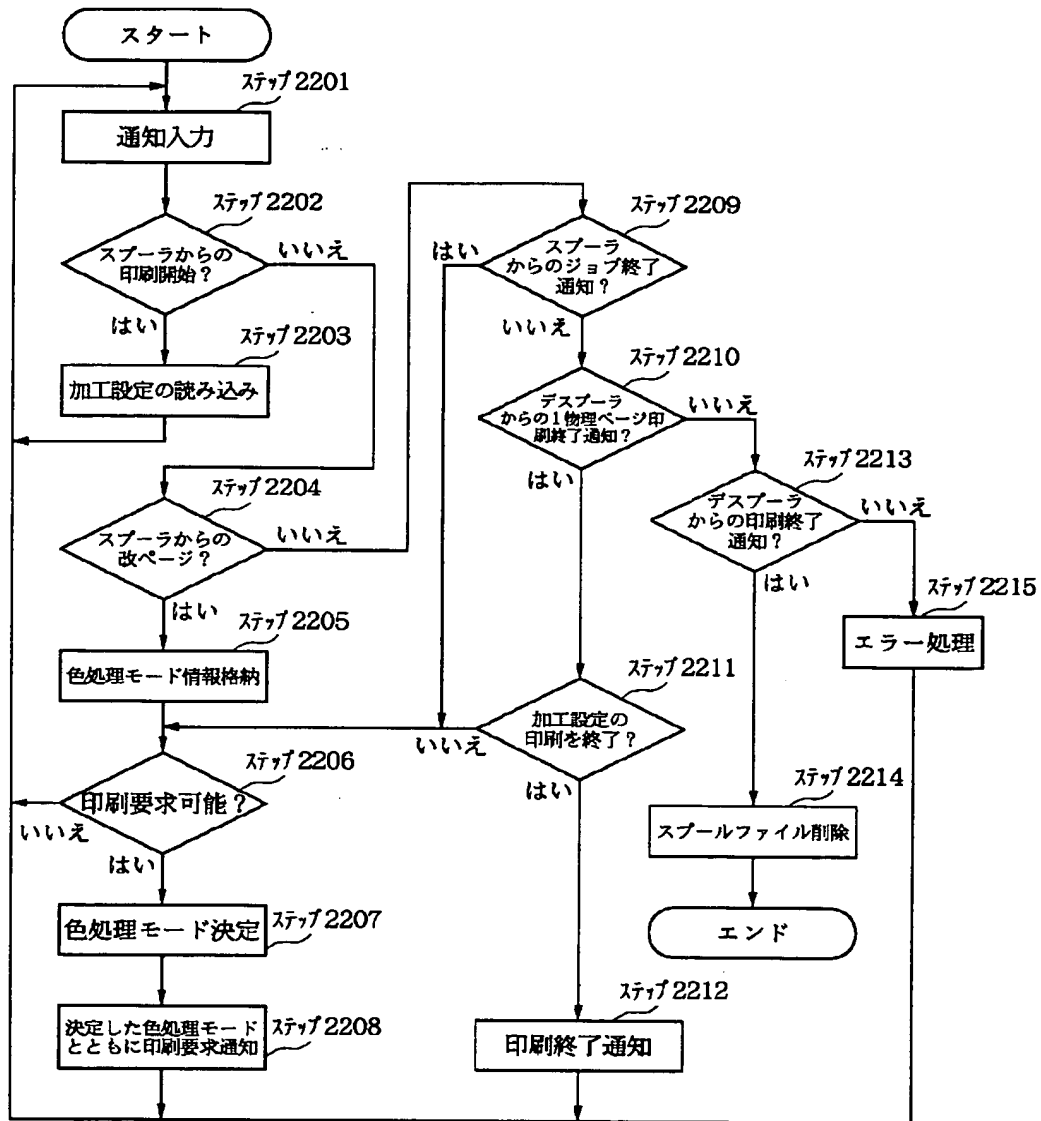 スタート
ステップ2201
通知入力
ステップ2202
スプーラからの
印刷開始？
いいえ
はい
ステップ2203
加工設定の読み込み
ステップ2204
スプーラからの
改ページ？
いいえ
はい
ステップ2205
色処理モード情報格納
ステップ2206
印刷要求可能？
いいえ
はい
色処理モード決定
ステップ2207
決定した色処理モード
とともに印刷要求通知
ステップ2208
ステップ2209
スプーラ
からのジョブ終了
通知？
はい
いいえ
ステップ2210
デスプーラ
からの1物理ページ印
刷終了通知？
いいえ
はい
ステップ2211
加工設定の
印刷を終了？
いいえ
はい
ステップ2212
印刷終了通知
ステップ2213
デスプーラ
からの印刷終了
通知？
いいえ
はい
ステップ2214
スプールファイル削除
エンド
ステップ2215
エラー処理